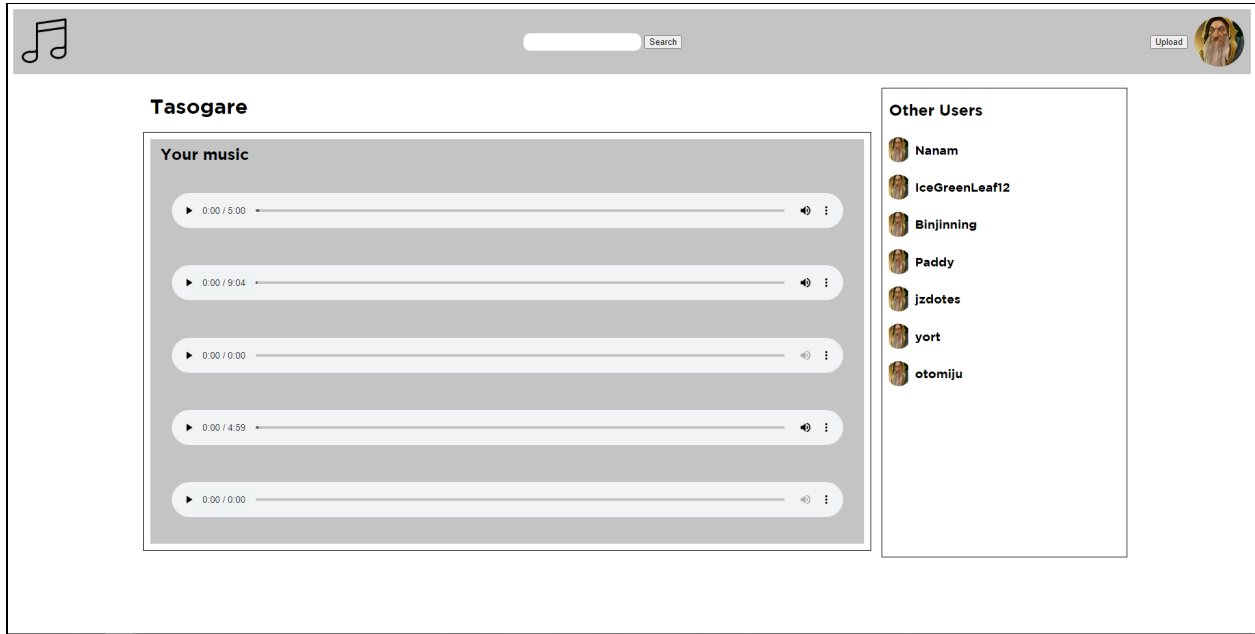 Search
Upload
Tasogare
Your music
0:00 / 5:00
0:00 / 9:04
0:00 / 0:00
0:00 / 4:59
0:00 / 0:00
Other Users
Nanam
IceGreenLeaf12
Binjinning
Paddy
jzdotes
yort
otomiju